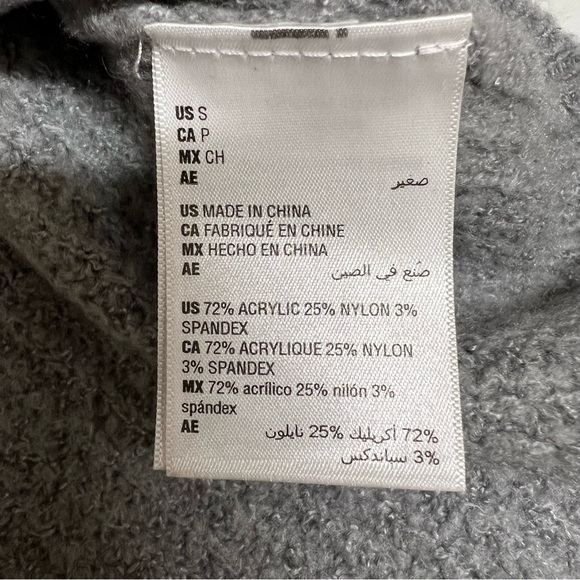 US S
CA P
MX CH
AE صغير
US MADE IN CHINA
CA FABRIQUÉ EN CHINE
MX HECHO EN CHINA
AE صنع في الصين
US 72% ACRYLIC 25% NYLON 3%
SPANDEX
CA 72% ACRYLIQUE 25% NYLON
3% SPANDEX
MX 72% acrílico 25% nilón 3%
spándex
AE 72% أكريليك 25% نايلون
3% سباندكس